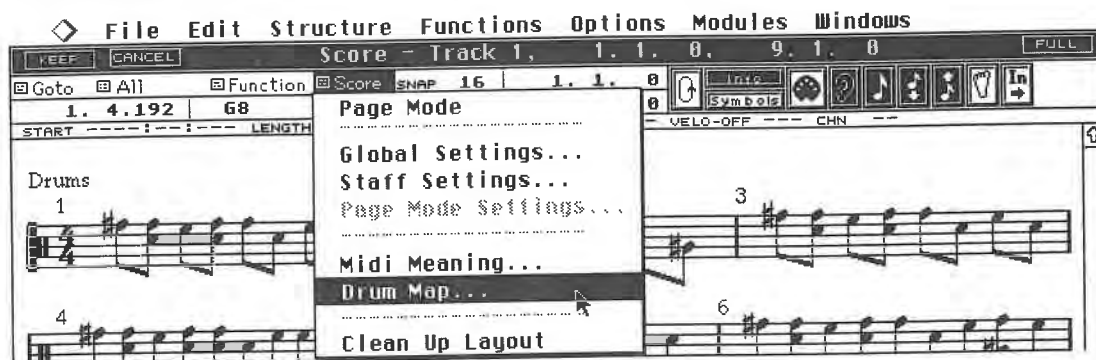 File Edit Structure Functions Options Modules Windows
KEEP CANCEL Score - Track 1, 1. 1. 0. 9. 1. 0 FULL
Goto All Function Score SNAP 16 1. 1. 0
1. 4.192 G8 0 Info Symbols In
START ----:--:--- LENGTH - VELO-OFF --- CHN --
Page Mode
Global Settings...
Staff Settings...
Page Mode Settings...
Midi Meaning...
Drum Map...
Clean Up Layout
Drums
1 3
4 6